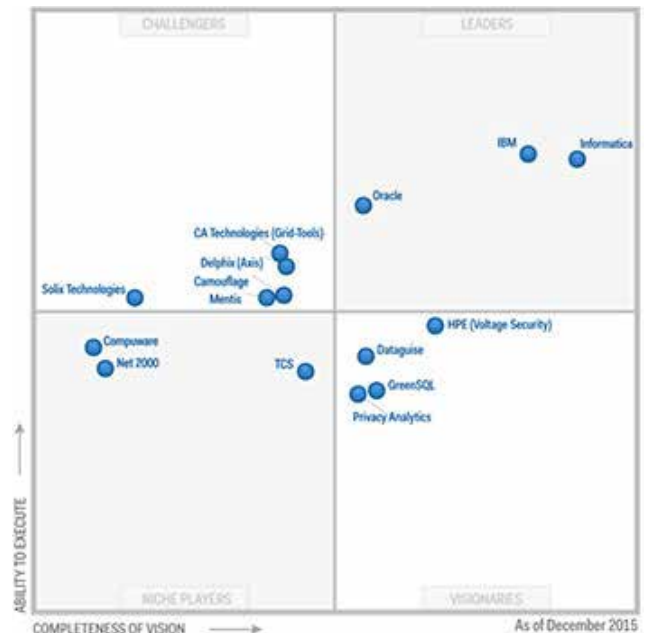 CHALLENGERS
LEADERS
IBM
Informatica
Oracle
CA Technologies (Grid-Tools)
Delphix (Axis)
Camouflage
Mentis
Solix Technologies
HPE (Voltage Security)
Compuware
Dataguise
Net 2000
TCS
GreenSQL
Privacy Analytics
ABILITY TO EXECUTE
NICHE PLAYERS
VISIONARIES
COMPLETENESS OF VISION
As of December 2015